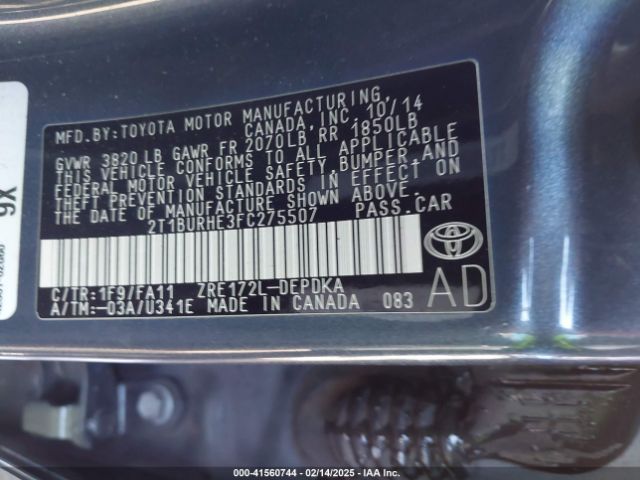 MFD. BY: TOYOTA MOTOR MANUFACTURING,
CANADA, INC. 10/14
GVWR 3820 LB GAWR FR 2070LB RR 1850LB
THIS VEHICLE CONFORMS TO ALL APPLICABLE
FEDERAL MOTOR VEHICLE SAFETY, BUMPER, AND
THEFT PREVENTION STANDARDS IN EFFECT ON
THE DATE OF MANUFACTURE SHOWN ABOVE.
2T1BURHE3FC275507 PASS. CAR
C/TR: 1F9/FA11 ZRE172L-DEPDKA
A/TM: -03A/U341E MADE IN CANADA 083
AD
TOYOTA
9X
000-41560744 - 02/14/2025 - IAA Inc.